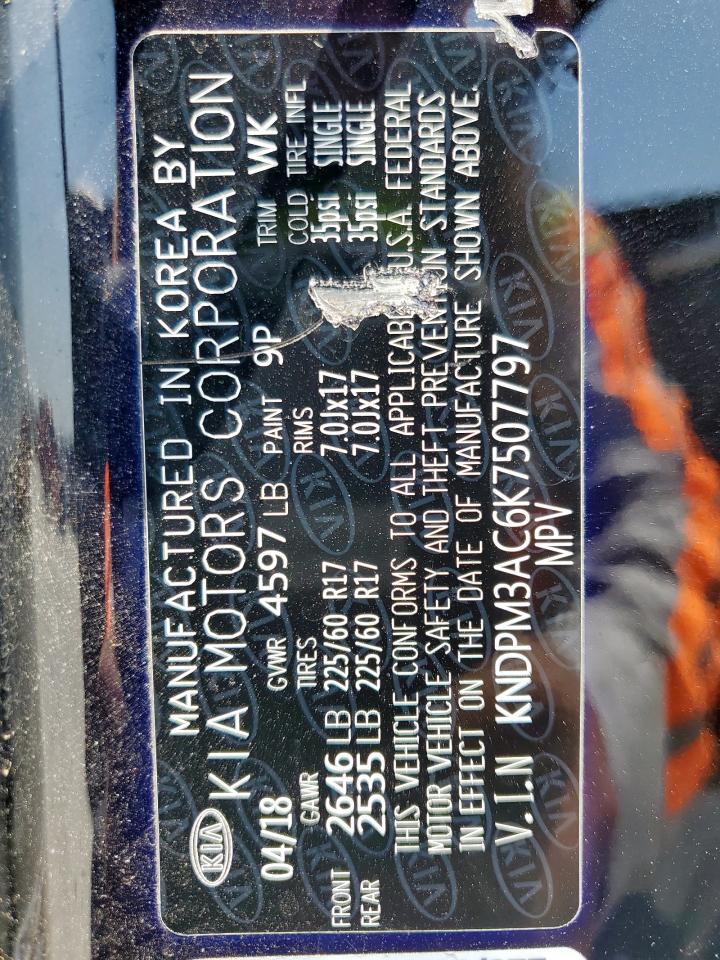 MANUFACTURED IN KOREA BY
KIA KIA MOTORS CORPORATION
04/18 GVWR 4597 LB PAINT 9P TRIM WK
GAWR TIRES RIMS COLD TIRE INFL
FRONT 2646 LB 225/60 R17 7.0Jx17 35psi SINGLE
REAR 2535 LB 225/60 R17 7.0Jx17 35psi SINGLE
THIS VEHICLE CONFORMS TO ALL APPLICAB U.S.A. FEDERAL
MOTOR VEHICLE SAFETY AND THEFT PREVENTION STANDARDS
IN EFFECT ON THE DATE OF MANUFACTURE SHOWN ABOVE.
V.I.N KNDPM3AC6K7507797
MPV